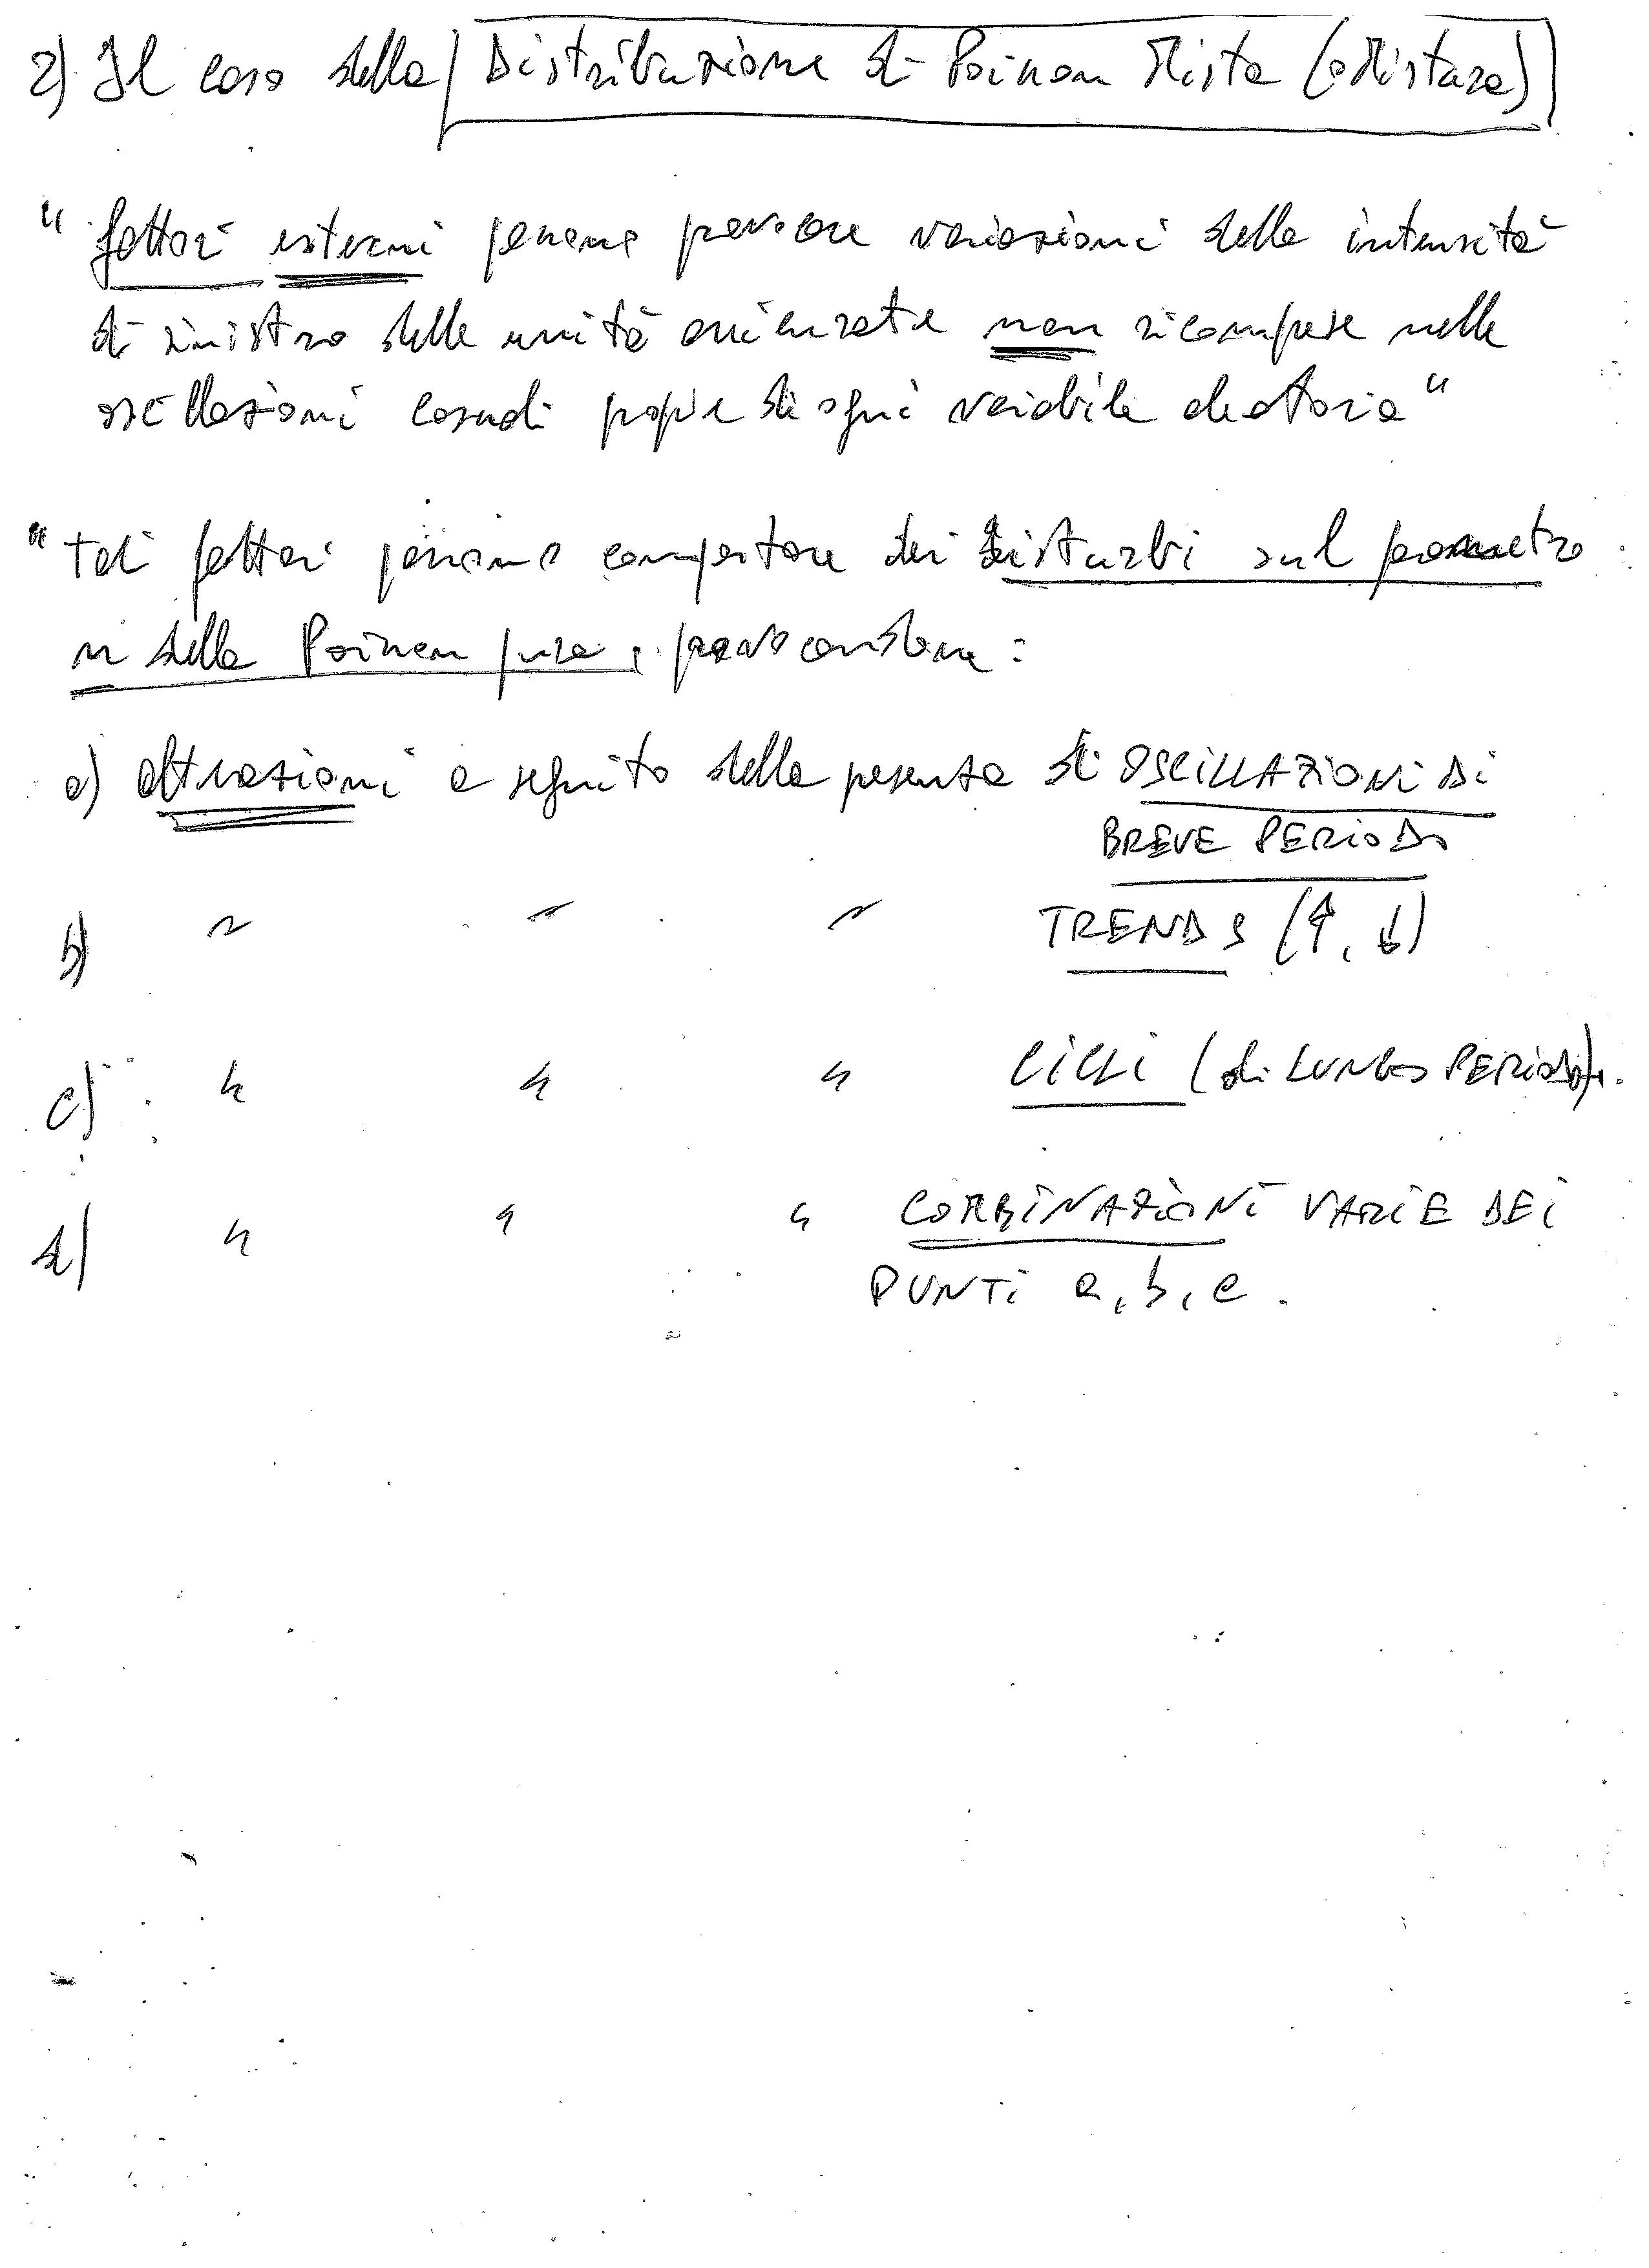 2) Il caso della Distribuzione di Poisson Mista (o Mistura)
"fattori esterni possono provocare variazioni della intensità
di sinistro delle unità assicurate non ricomprese nelle
oscillazioni casuali proprie di ogni variabile aleatoria"
"tali fattori possono comportare dei disturbi sul parametro
n della Poisson pura, provocandone:
a) alterazioni a seguito della presenza di OSCILLAZIONI DI
BREVE PERIODO
b) " " " TRENDS (↑, ↓)
c) " " " CICLI (di LUNGO PERIODO).
d) " " " COMBINAZIONI VARIE DEI
PUNTI a, b, c.